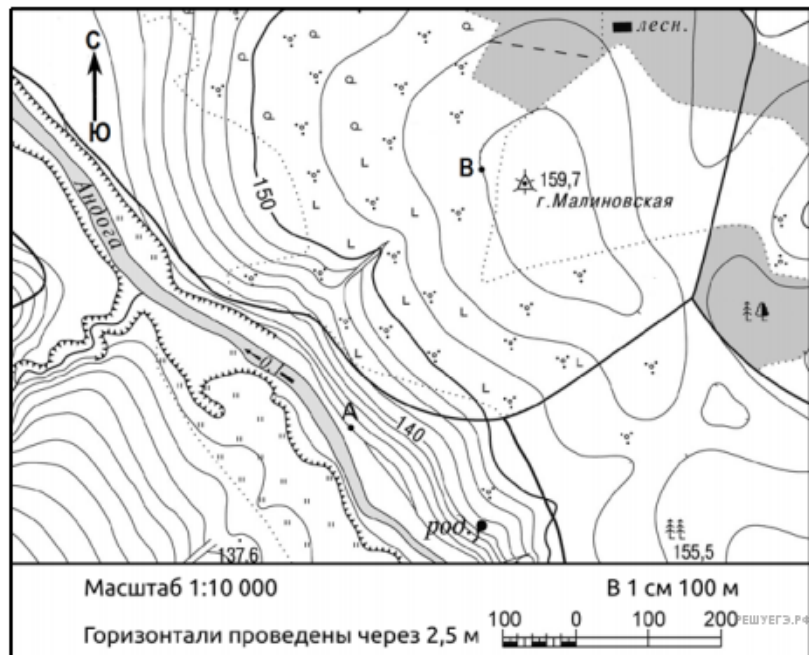 лесн.
С
Ю
Андога
150
В
159,7
г.Малиновская
0,1
А
140
род.
137,6
155,5
Масштаб 1:10 000
В 1 см 100 м
Горизонтали проведены через 2,5 м
100 0 100 200
РЕШУЕГЭ.РФ